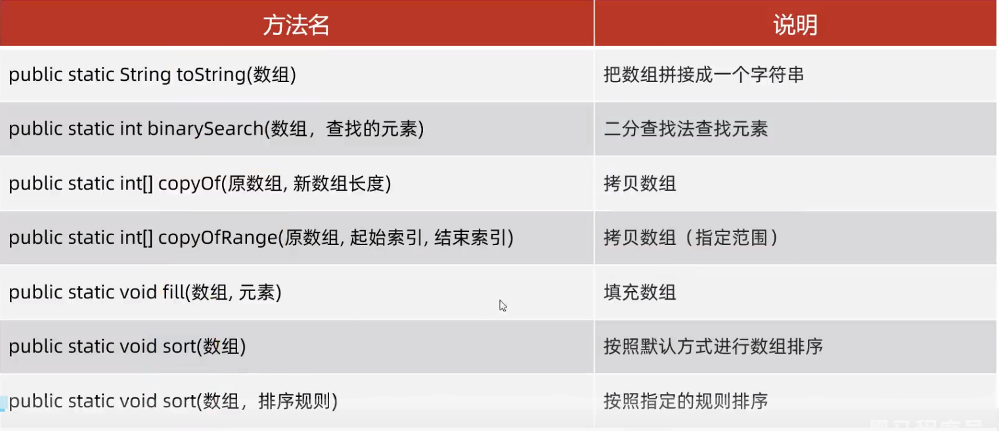 方法名 说明
public static String toString(数组) 把数组拼接成一个字符串
public static int binarySearch(数组，查找的元素) 二分查找法查找元素
public static int[] copyOf(原数组, 新数组长度) 拷贝数组
public static int[] copyOfRange(原数组, 起始索引, 结束索引) 拷贝数组（指定范围）
public static void fill(数组, 元素) 填充数组
public static void sort(数组) 按照默认方式进行数组排序
public static void sort(数组，排序规则) 按照指定的规则排序